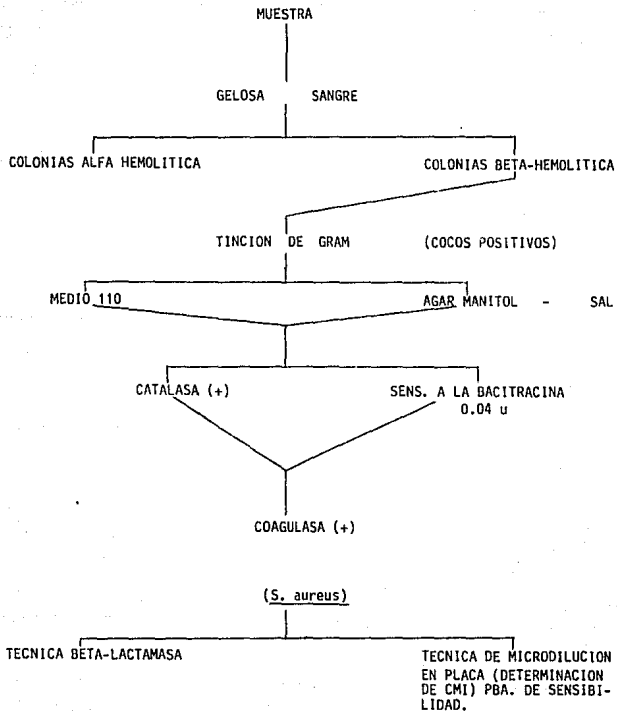 MUESTRA
GELOSA SANGRE
COLONIAS ALFA HEMOLITICA
COLONIAS BETA-HEMOLITICA
TINCION DE GRAM (COCOS POSITIVOS)
MEDIO 110
AGAR MANITOL - SAL
CATALASA (+)
SENS. A LA BACITRACINA
0.04 u
COAGULASA (+)
(S. aureus)
TECNICA BETA-LACTAMASA
TECNICA DE MICRODILUCION
EN PLACA (DETERMINACION
DE CMI) PBA. DE SENSIBI-
LIDAD.